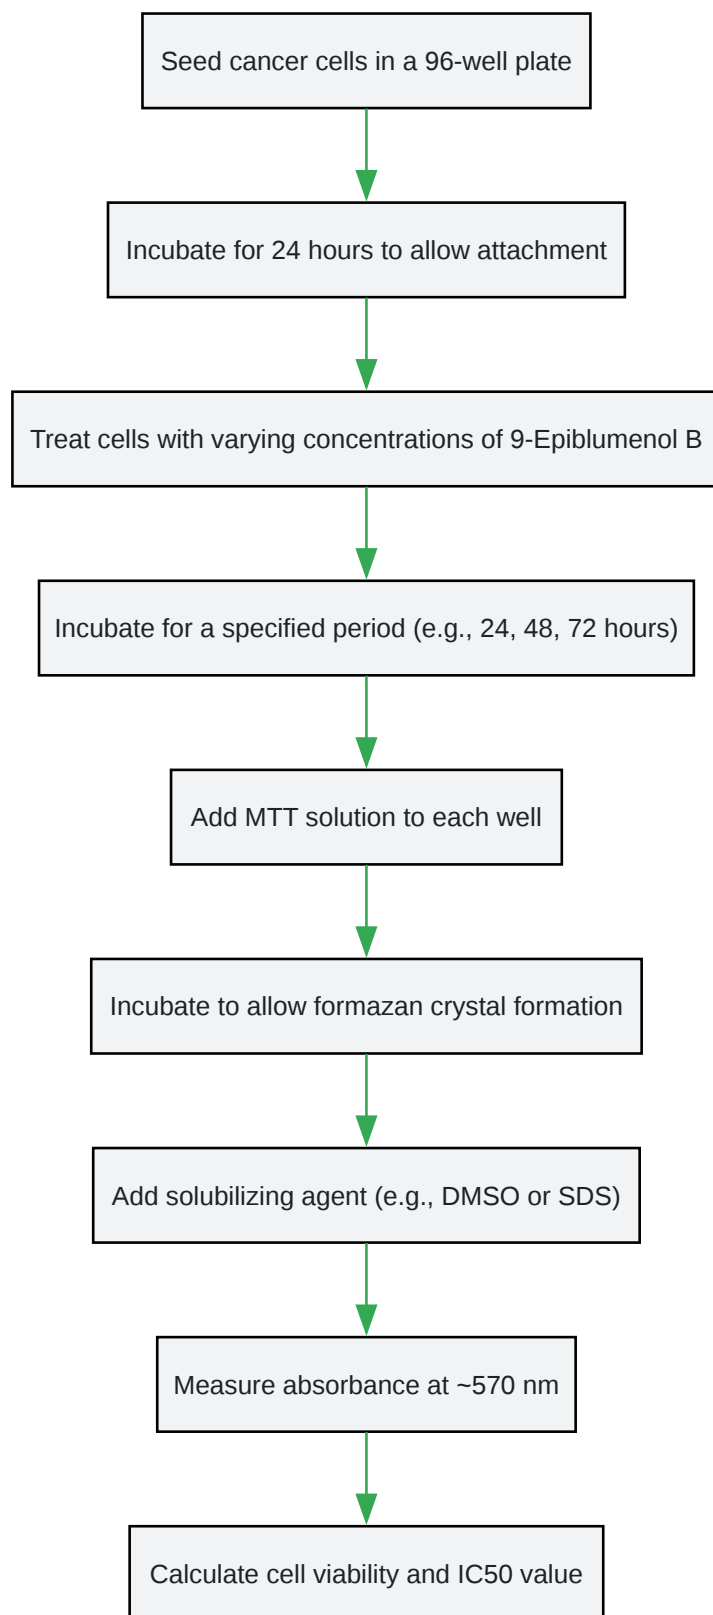 Seed cancer cells in a 96-well plate
Incubate for 24 hours to allow attachment
Treat cells with varying concentrations of 9-Epiblumenol B
Incubate for a specified period (e.g., 24, 48, 72 hours)
Add MTT solution to each well
Incubate to allow formazan crystal formation
Add solubilizing agent (e.g., DMSO or SDS)
Measure absorbance at ~570 nm
Calculate cell viability and IC50 value